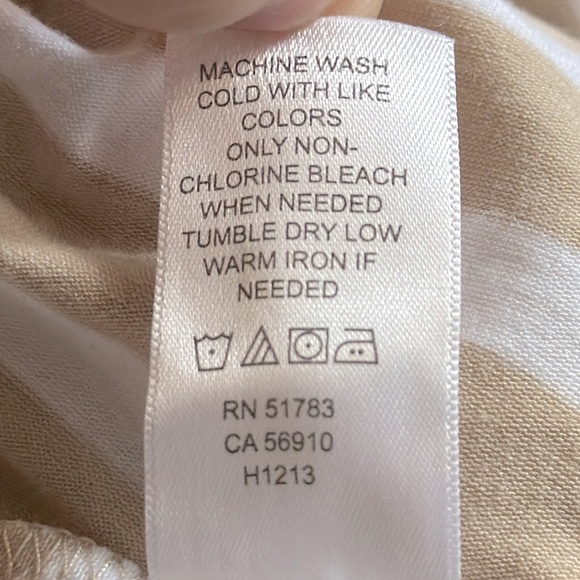 MACHINE WASH
COLD WITH LIKE
COLORS
ONLY NON-
CHLORINE BLEACH
WHEN NEEDED
TUMBLE DRY LOW
WARM IRON IF
NEEDED
RN 51783
CA 56910
H1213